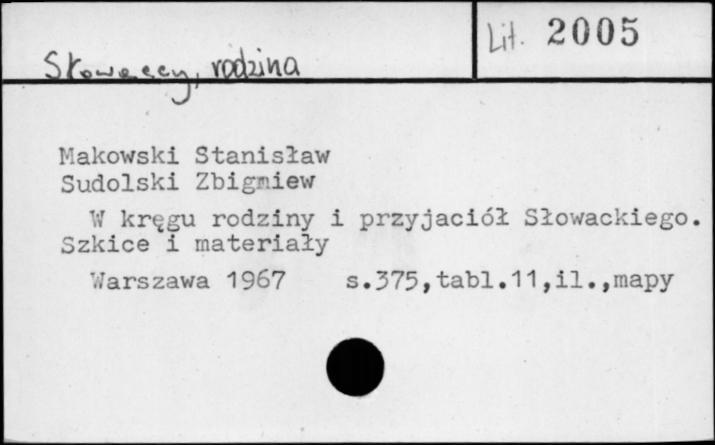 Słowaccy, rodzina
Lit. 2005
Makowski Stanisław
Sudolski Zbigniew
W kręgu rodziny i przyjaciół Słowackiego.
Szkice i materiały
Warszawa 1967 s.375,tabl.11,il.,mapy